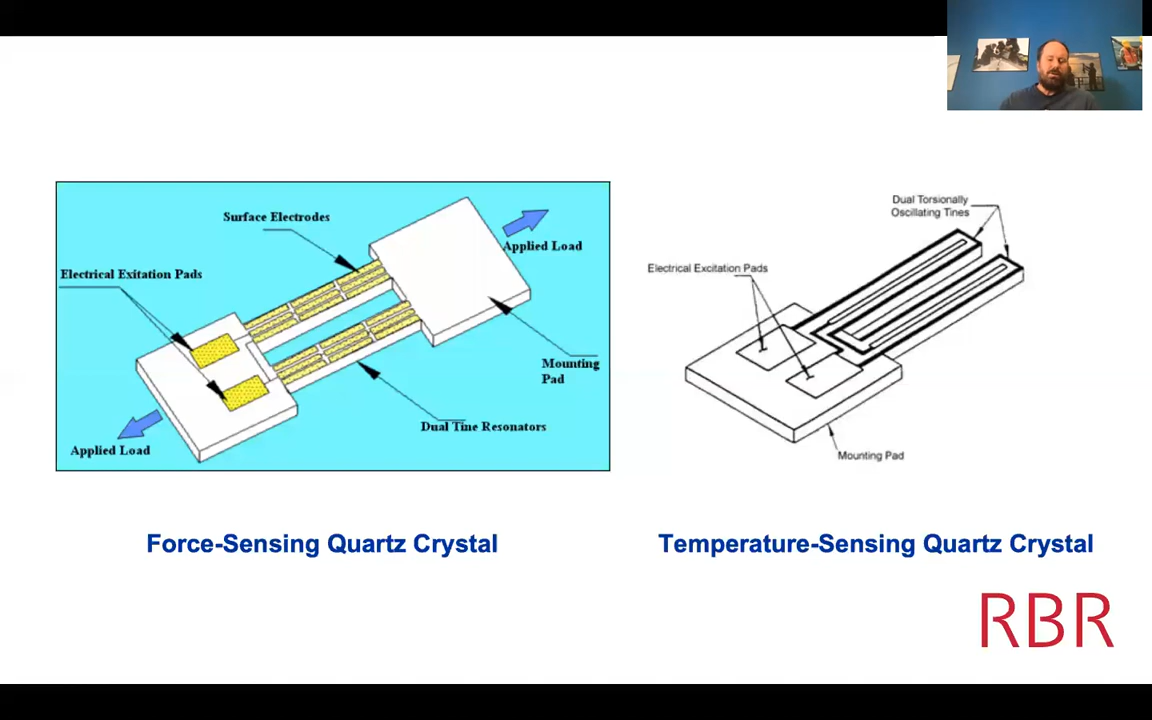 Surface Electrodes
Applied Load
Electrical Exitation Pads
Mounting
Pad
Dual Tine Resonators
Applied Load
Dual Torsionally
Oscillating Tines
Electrical Excitation Pads
Mounting Pad
Force-Sensing Quartz Crystal
Temperature-Sensing Quartz Crystal
RBR